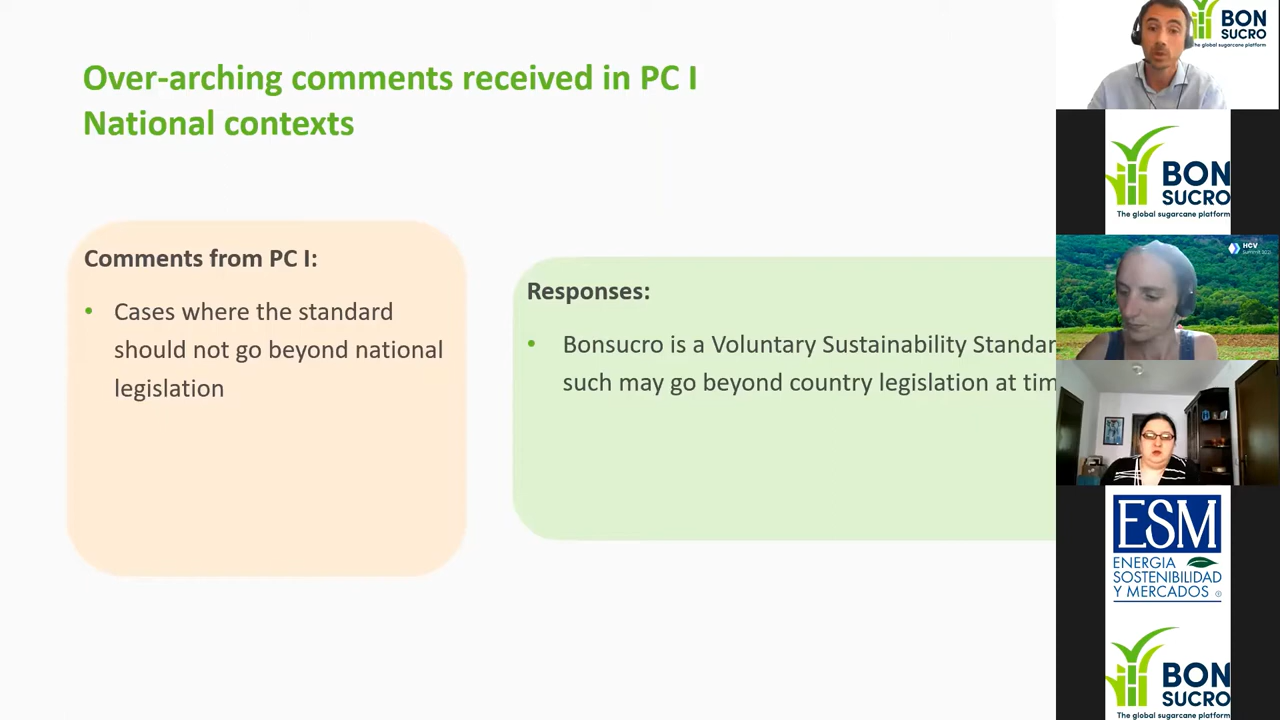 Over-arching comments received in PC I
National contexts
Comments from PC I:
• Cases where the standard
should not go beyond national
legislation
Responses:
• Bonsucro is a Voluntary Sustainability
such may go beyond country legislation at
BON
SUCRO
The global sugarcane platform
BON
SUCRO
The global sugarcane platform
HCV
ESM
ENERGIA
SOSTENIBILIDAD
Y MERCADOS
BON
SUCRO
The global sugarcane platform